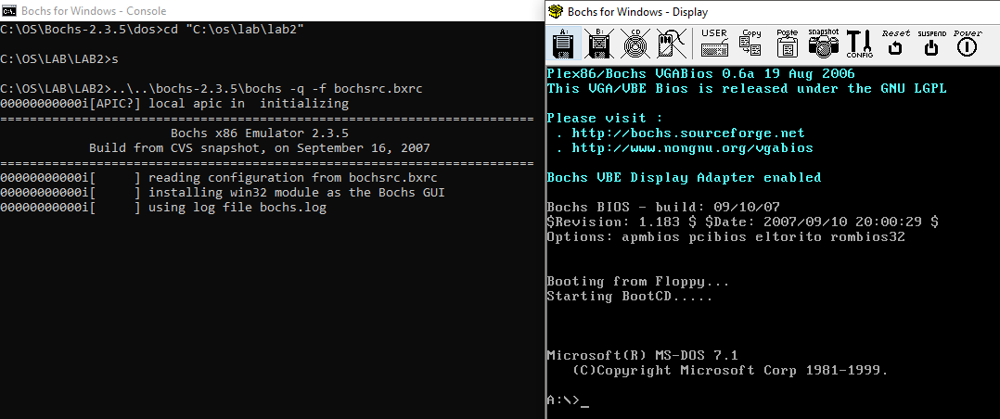 Bochs for Windows - Console
C:\OS\Bochs-2.3.5\dos>cd "C:\os\lab\lab2"
C:\OS\LAB\LAB2>s
C:\OS\LAB\LAB2>..\..\bochs-2.3.5\bochs -q -f bochsrc.bxrc
00000000000i[APIC?] local apic in  initializing
========================================================================
Bochs x86 Emulator 2.3.5
Build from CVS snapshot, on September 16, 2007
========================================================================
00000000000i[     ] reading configuration from bochsrc.bxrc
00000000000i[     ] installing win32 module as the Bochs GUI
00000000000i[     ] using log file bochs.log
Bochs for Windows - Display
A: B: CD USER Copy Paste snapshot CONFIG Reset SUSPEND Power
Plex86/Bochs VGABios 0.6a 19 Aug 2006
This VGA/VBE Bios is released under the GNU LGPL
Please visit :
. http://bochs.sourceforge.net
. http://www.nongnu.org/vgabios
Bochs VBE Display Adapter enabled
Bochs BIOS - build: 09/10/07
$Revision: 1.183 $ $Date: 2007/09/10 20:00:29 $
Options: apmbios pcibios eltorito rombios32
Booting from Floppy...
Starting BootCD.....
Microsoft(R) MS-DOS 7.1
(C)Copyright Microsoft Corp 1981-1999.
A:\>_